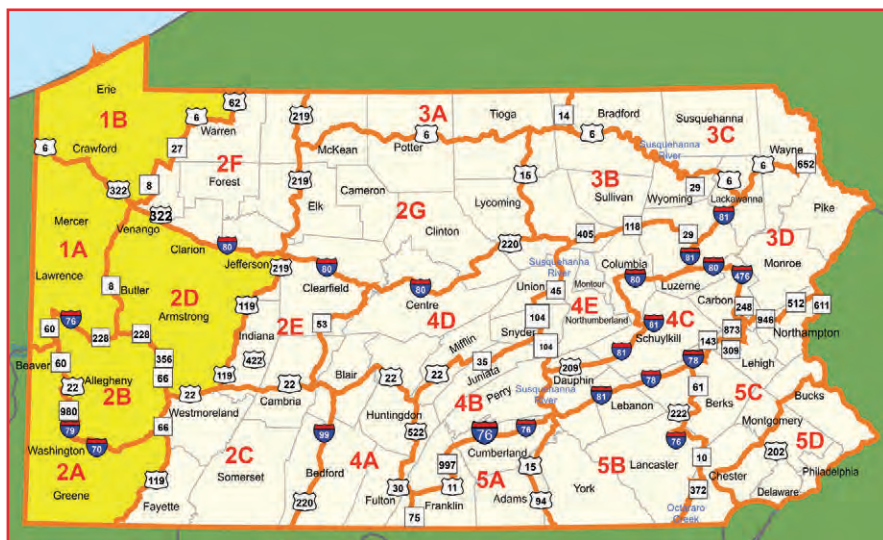 Erie
62
1B
219
3A
Tioga
14
Bradford
Susquehanna
6
Warren
6
6
3C
Crawford
6
27
McKean
Potter
Susquehanna
River
Wayne
6
652
2F
322
8
Forest
219
15
3B
29
6
Cameron
Sullivan
Wyoming
Lackawanna
Elk
Lycoming
Pike
322
Mercer
Venango
2G
81
118
29
405
3D
1A
Clarion
80
Clinton
220
Susquehanna
River
Columbia
81
80
Monroe
Jefferson
219
80
476
Lawrence
8
Butler
2D
Clearfield
80
Centre
Union
45
Montour
80
Luzerne
Carbon
Armstrong
119
2E
4E
248
512
611
76
53
4D
104
Northumberland
4C
946
60
228
228
Indiana
Snyder
81
873
Northampton
Mifflin
104
Schuylkill
143
Beaver
60
356
422
Blair
35
81
78
309
Lehigh
22
Allegheny
66
119
22
22
22
22
Juniata
209
Dauphin
78
61
5C
2B
Westmoreland
Cambria
Perry
Susquehanna
River
81
Lebanon
Berks
Bucks
980
Huntingdon
4B
222
Montgomery
79
66
99
522
76
76
76
5D
Washington
70
2C
Cumberland
202
2A
Bedford
4A
997
15
5B
Lancaster
10
Philadelphia
Somerset
5A
Chester
119
30
11
372
Greene
Fayette
220
Fulton
Franklin
Adams
94
York
Delaware
75
Octararo
Creek